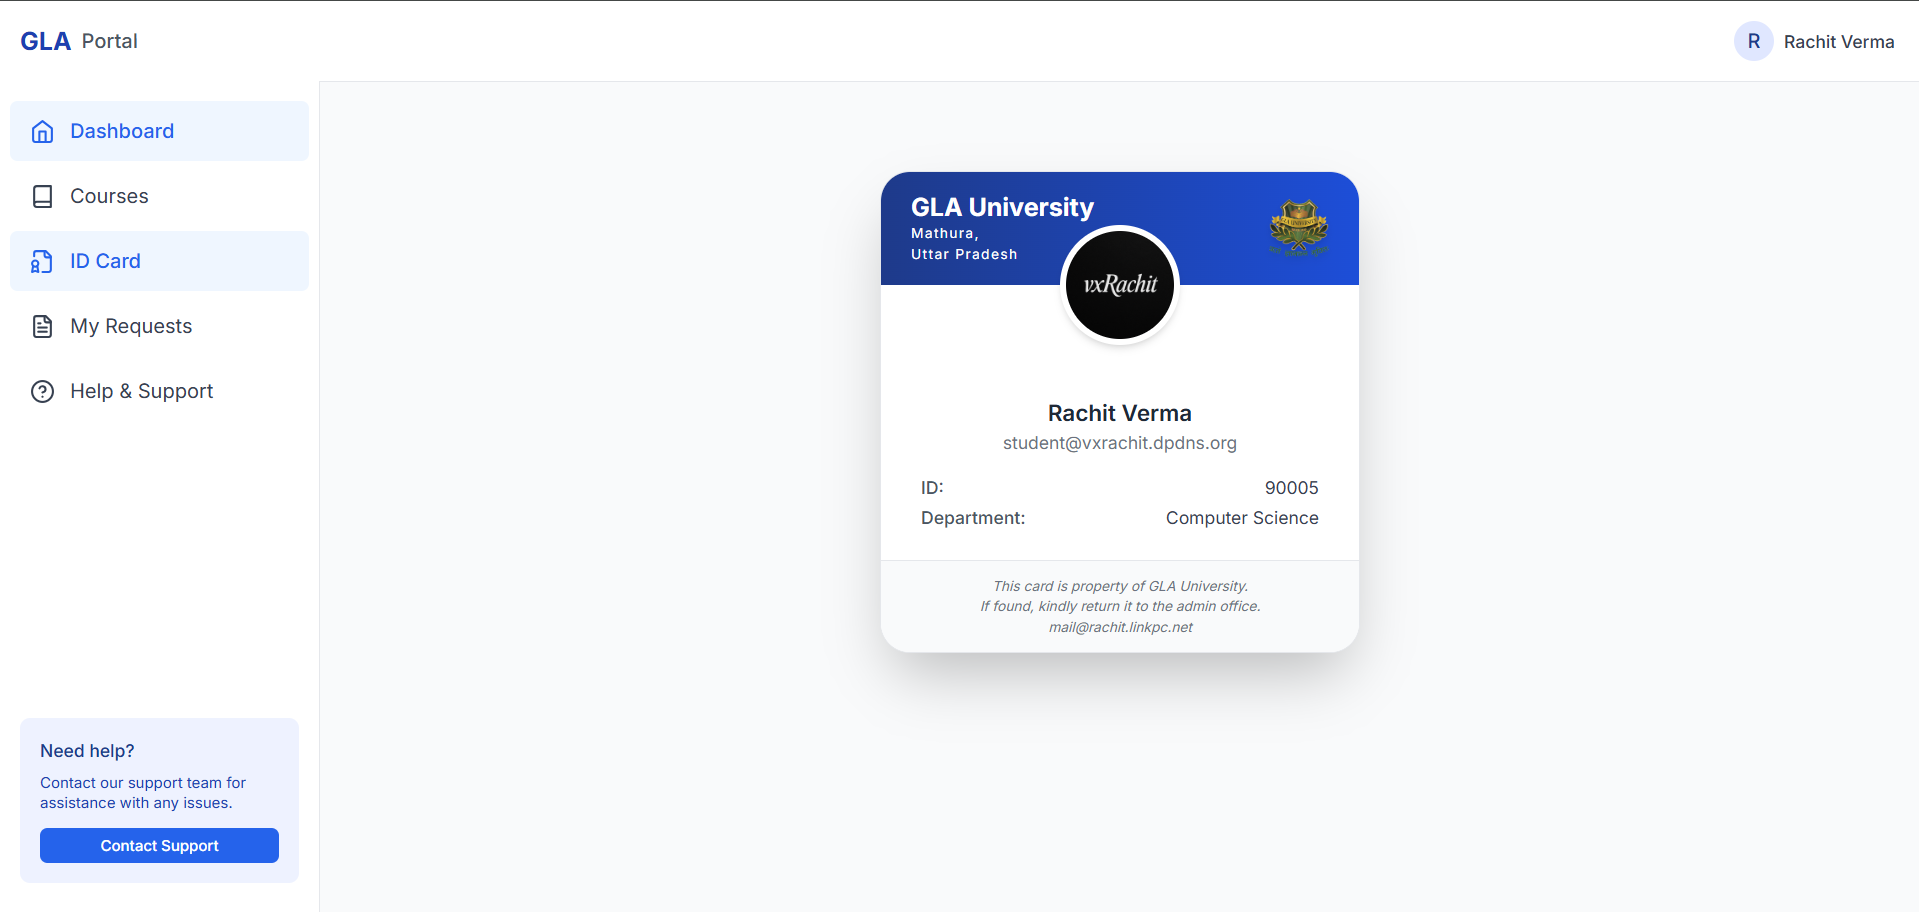 GLA Portal
R Rachit Verma
Dashboard
Courses
ID Card
My Requests
Help & Support
Need help?
Contact our support team for
assistance with any issues.
Contact Support
GLA University
Mathura,
Uttar Pradesh
GLA UNIVERSITY
vxRachit
Rachit Verma
student@vxrachit.dpdns.org
ID: 90005
Department: Computer Science
This card is property of GLA University.
If found, kindly return it to the admin office.
mail@rachit.linkpc.net